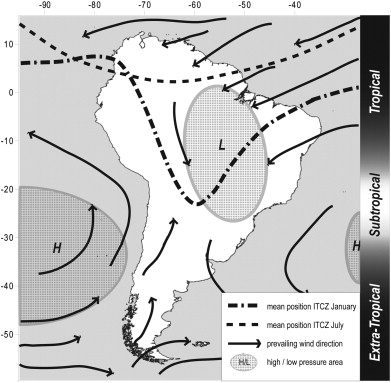 -90
-80
-70
-60
-50
-40
10
0
-10
-20
-30
-40
-50
L
H
H
Tropical
Subtropical
Extra-Tropical
mean position ITCZ January
mean position ITCZ July
prevailing wind direction
H/L
high / low pressure area